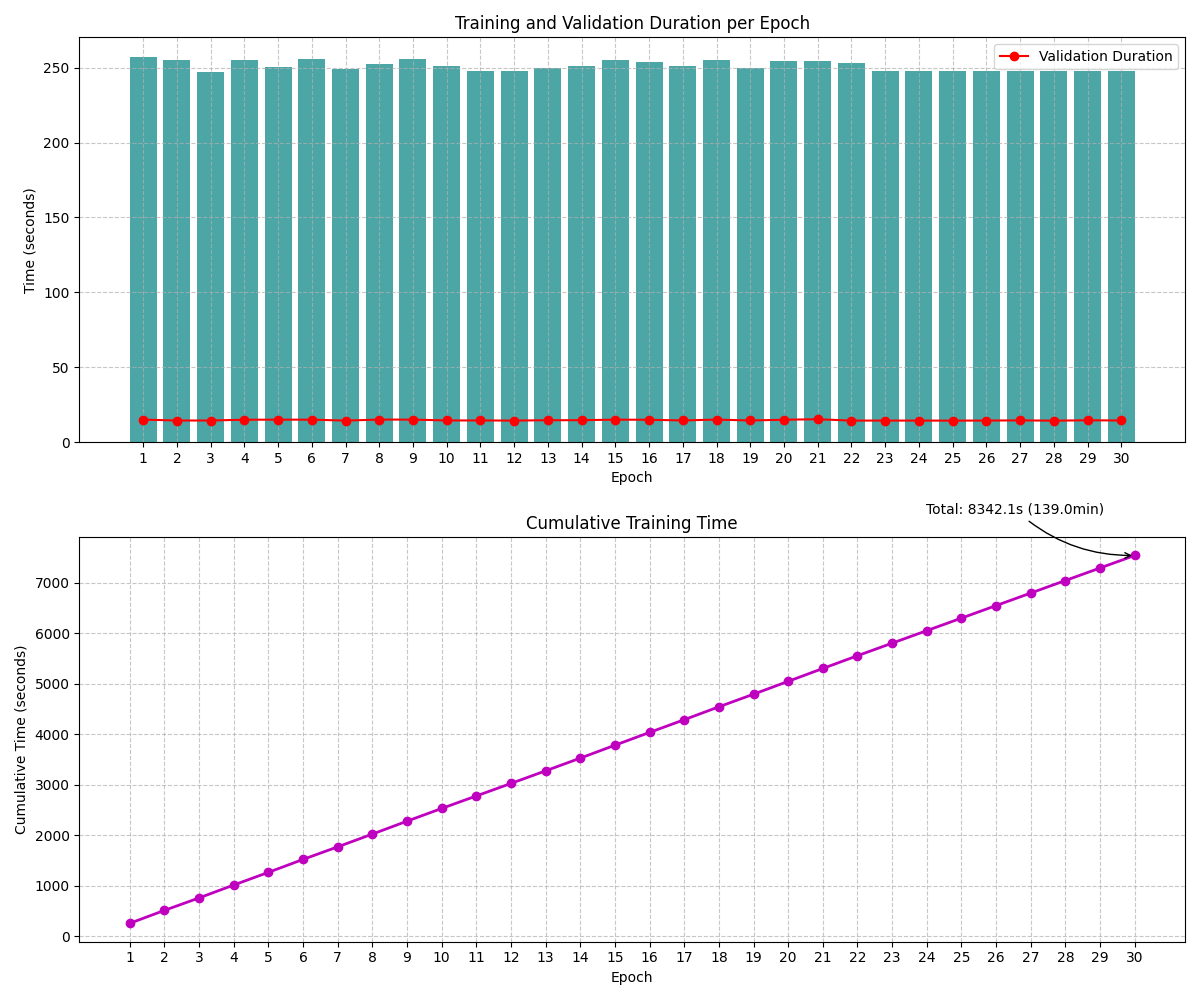 Training and Validation Duration per Epoch
Validation Duration
Time (seconds)
250
200
150
100
50
0
1 2 3 4 5 6 7 8 9 10 11 12 13 14 15 16 17 18 19 20 21 22 23 24 25 26 27 28 29 30
Epoch
Total: 8342.1s (139.0min)
Cumulative Training Time
Cumulative Time (seconds)
7000
6000
5000
4000
3000
2000
1000
0
1 2 3 4 5 6 7 8 9 10 11 12 13 14 15 16 17 18 19 20 21 22 23 24 25 26 27 28 29 30
Epoch